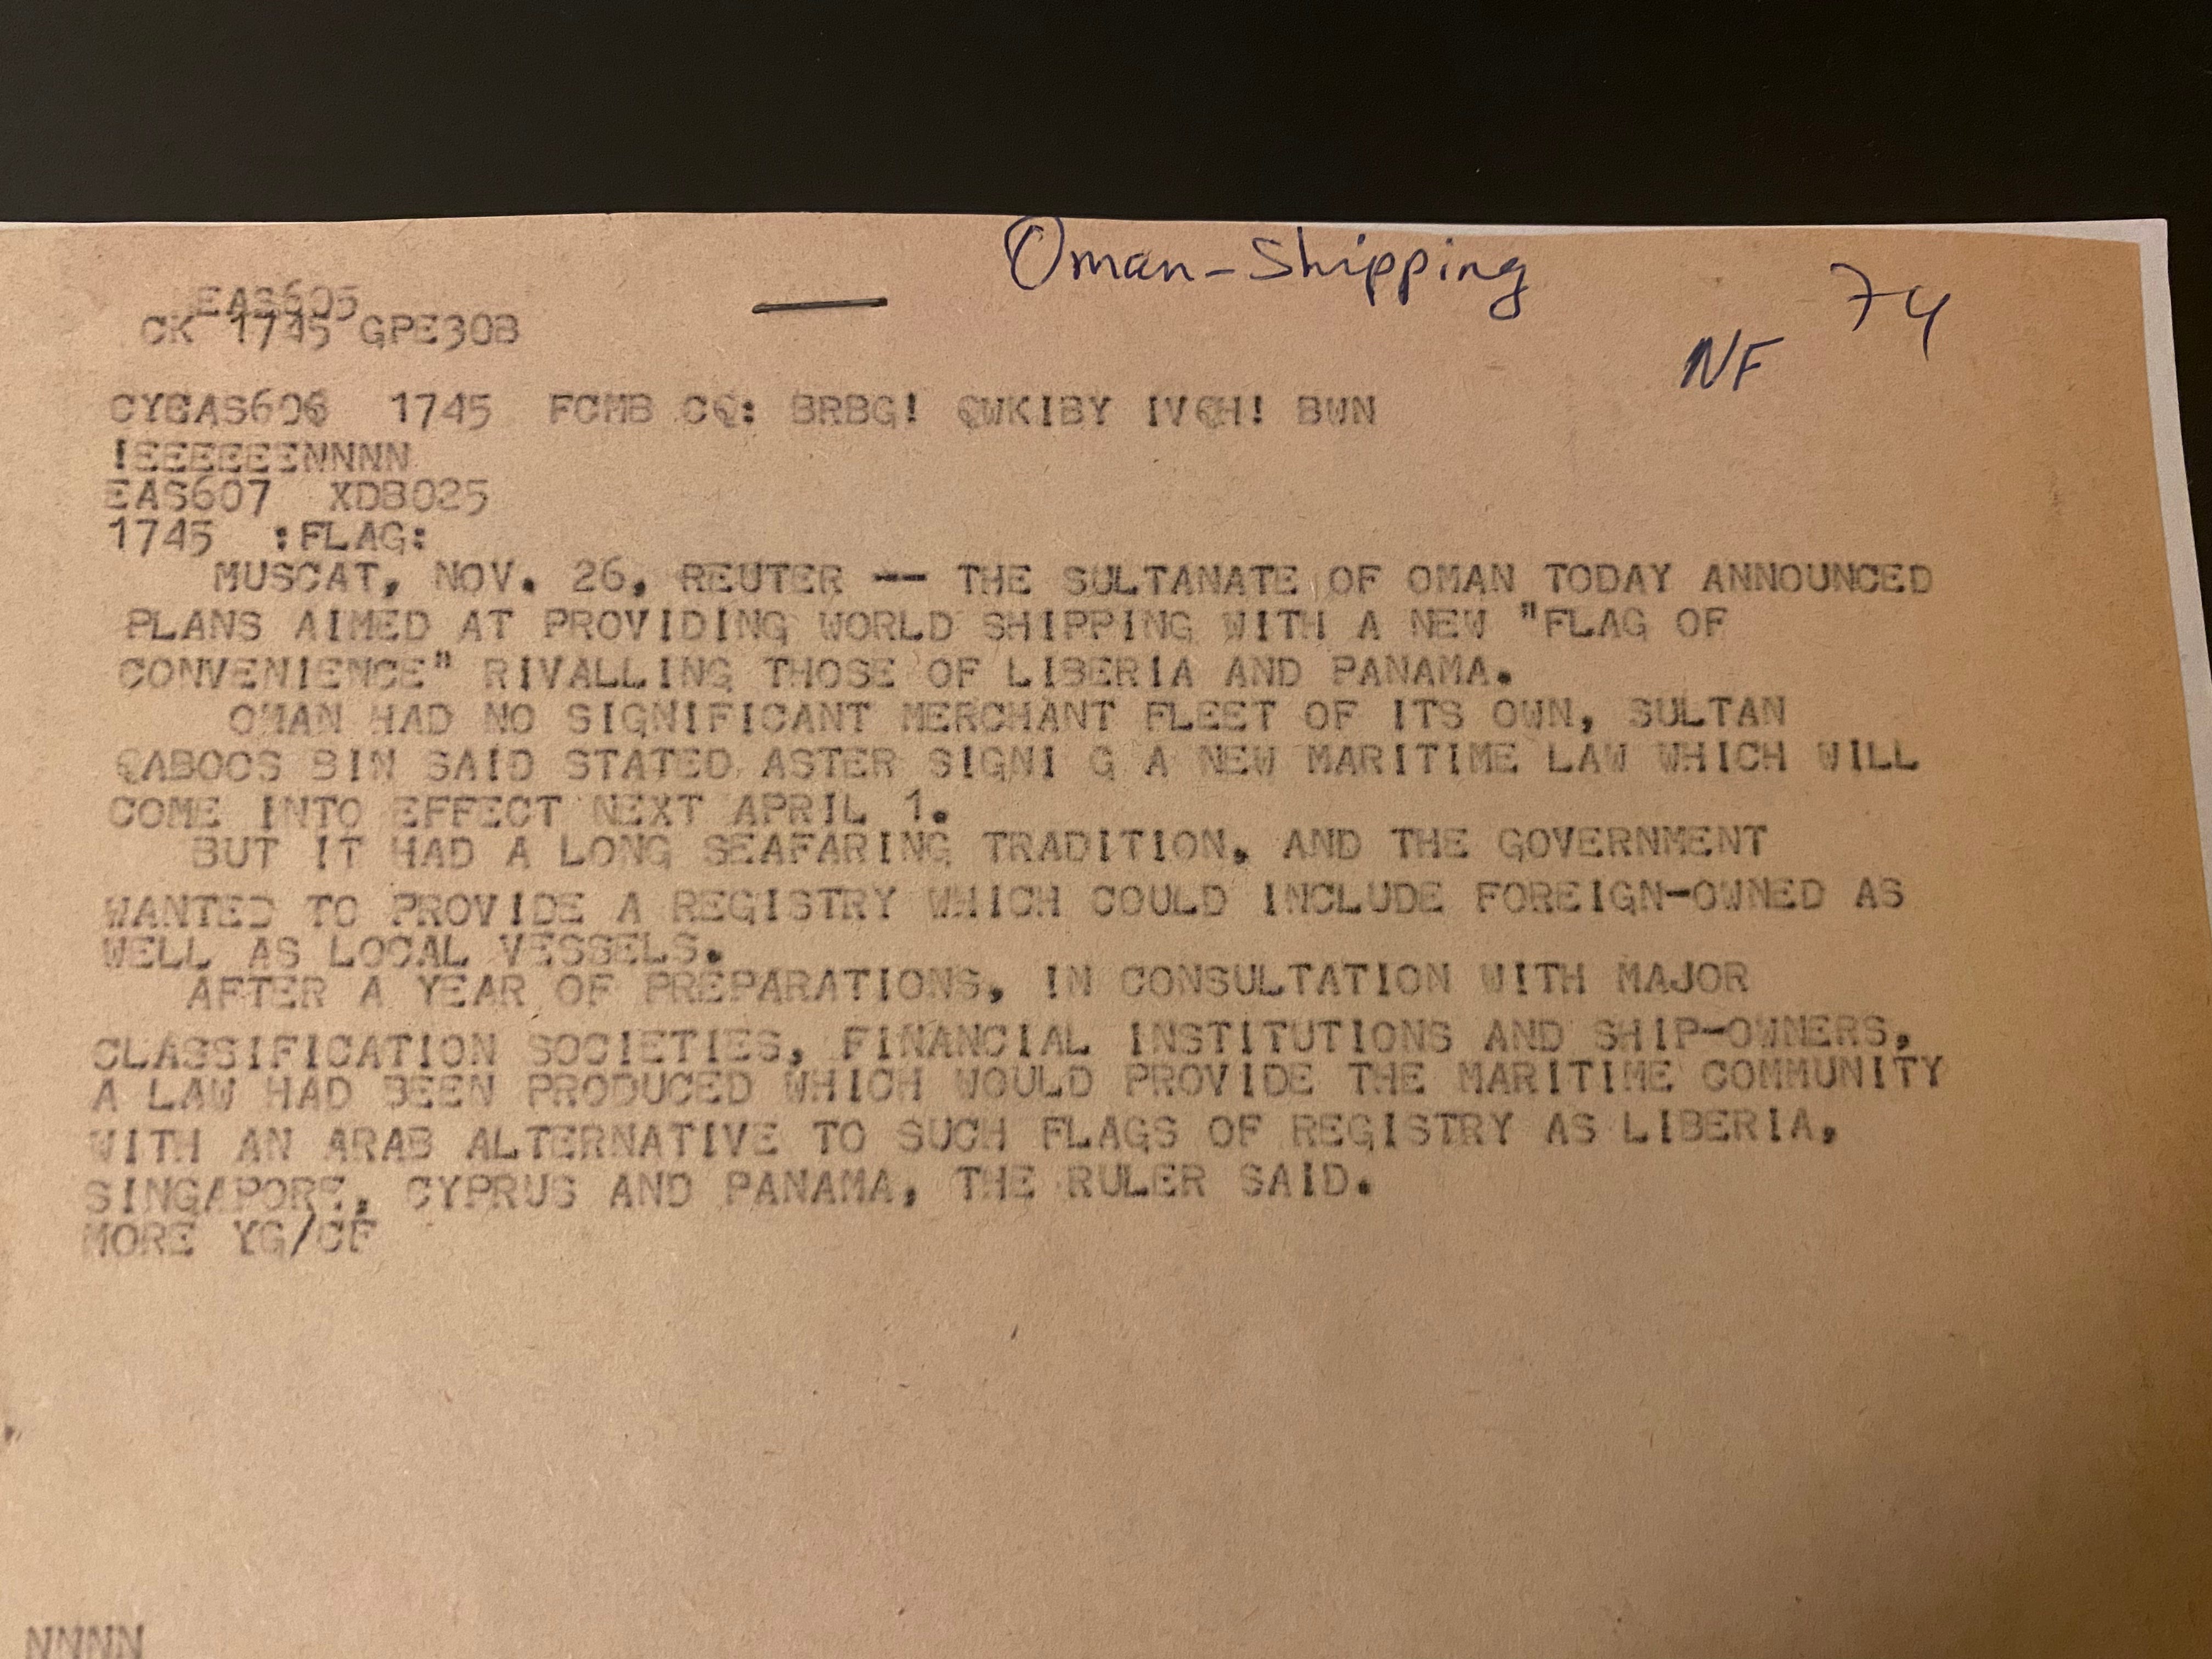 Oman-Shipping
74
NF
EAS605
CK 1745 GPE30B
CYGAS606 1745 FCMB CQ: BRBG! QWKIBY IVQH! BWN
!EEEEEEENNNN
EAS607 XDB025
1745 :FLAG:
MUSCAT, NOV. 26, REUTER -- THE SULTANATE OF OMAN TODAY ANNOUNCED
PLANS AIMED AT PROVIDING WORLD SHIPPING WITH A NEW "FLAG OF
CONVENIENCE" RIVALLING THOSE OF LIBERIA AND PANAMA.
OMAN HAD NO SIGNIFICANT MERCHANT FLEET OF ITS OWN, SULTAN
QABOOS BIN SAID STATED ASTER SIGNI G A NEW MARITIME LAW WHICH WILL
COME INTO EFFECT NEXT APRIL 1.
BUT IT HAD A LONG SEAFARING TRADITION, AND THE GOVERNMENT
WANTED TO PROVIDE A REGISTRY WHICH COULD INCLUDE FOREIGN-OWNED AS
WELL AS LOCAL VESSELS.
AFTER A YEAR OF PREPARATIONS, IN CONSULTATION WITH MAJOR
CLASSIFICATION SOCIETIES, FINANCIAL INSTITUTIONS AND SHIP-OWNERS,
A LAW HAD BEEN PRODUCED WHICH WOULD PROVIDE THE MARITIME COMMUNITY
WITH AN ARAB ALTERNATIVE TO SUCH FLAGS OF REGISTRY AS LIBERIA,
SINGAPORE, CYPRUS AND PANAMA, THE RULER SAID.
MORE YG/CF
NNNN